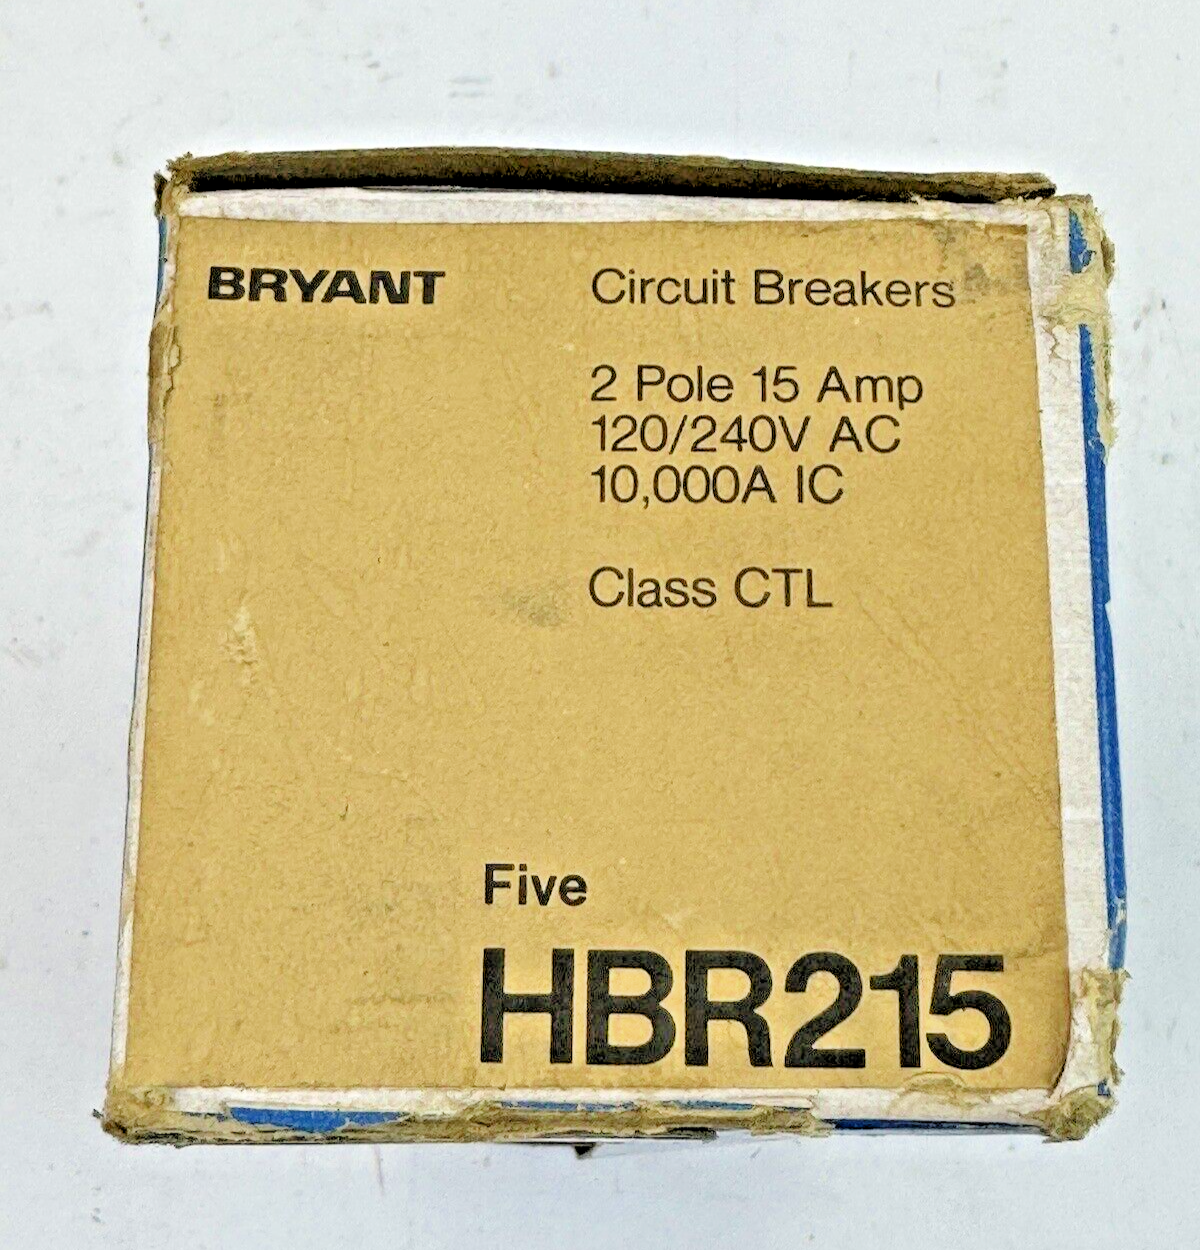 BRYANT
Circuit Breakers
2 Pole 15 Amp
120/240V AC
10,000A IC
Class CTL
Five
HBR215